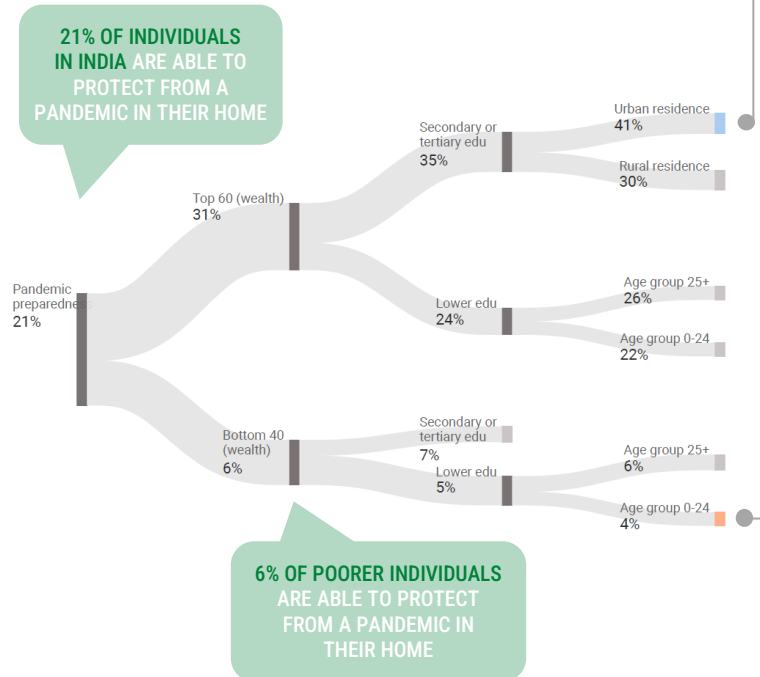 21% OF INDIVIDUALS
IN INDIA ARE ABLE TO
PROTECT FROM A
PANDEMIC IN THEIR HOME
Pandemic
preparedness
21%
Top 60 (wealth)
31%
Bottom 40
(wealth)
6%
Secondary or
tertiary edu
35%
Lower edu
24%
Secondary or
tertiary edu
7%
Lower edu
5%
Urban residence
41%
Rural residence
30%
Age group 25+
26%
Age group 0-24
22%
Age group 25+
6%
Age group 0-24
4%
6% OF POORER INDIVIDUALS
ARE ABLE TO PROTECT
FROM A PANDEMIC IN
THEIR HOME